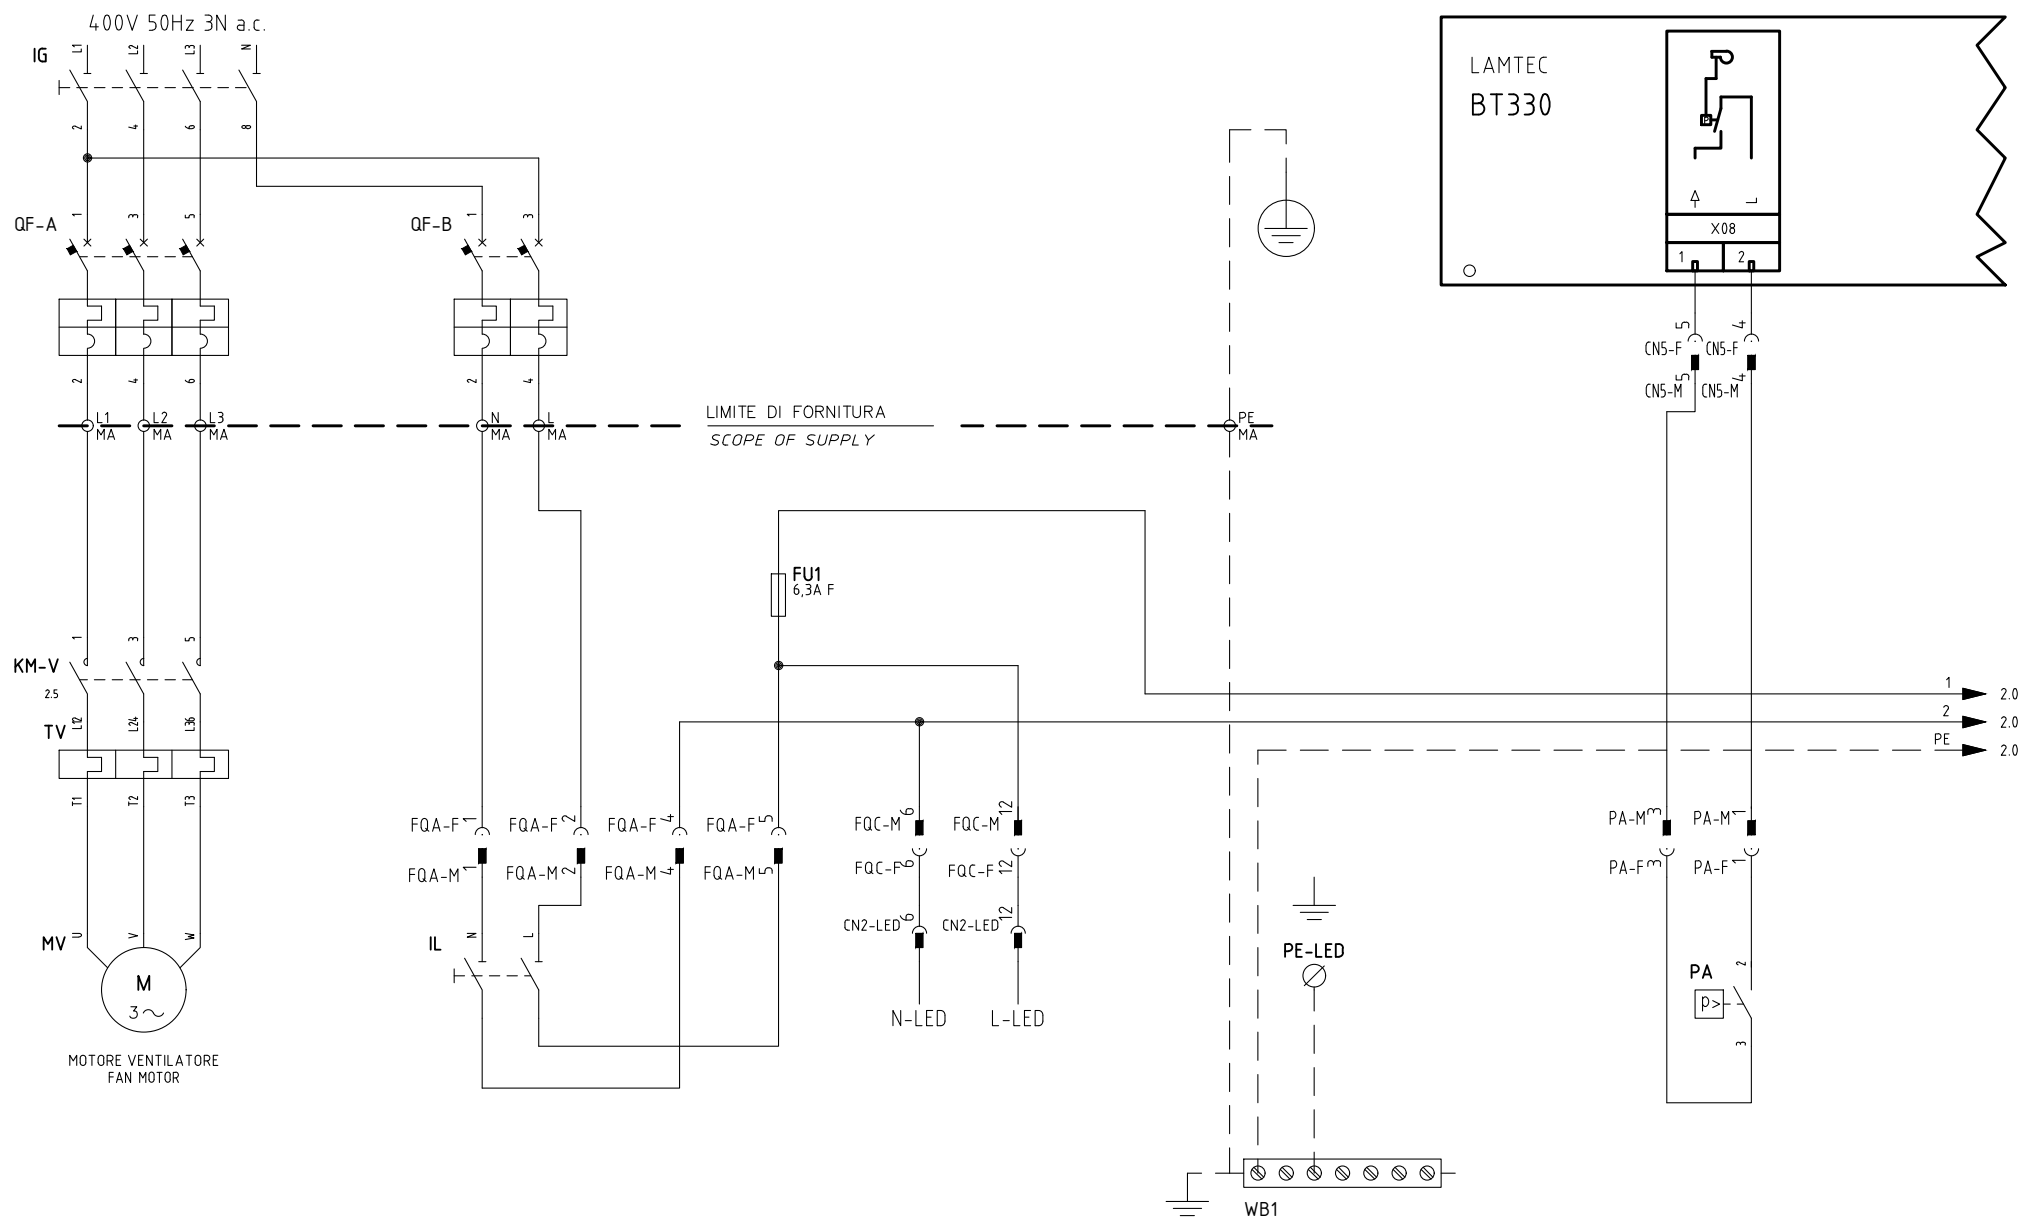 400V 50Hz 3N a.c.
IG
L1 L2 L3 N
2 4 6 8
LAMTEC
BT330
P
L
X08
1 2
QF-A
1 3 5
QF-B
1 3
5 4
CN5-F CN5-F
5 4
CN5-M CN5-M
2 4 6
2 4
L1 L2 L3 N L PE
MA MA MA MA MA MA
LIMITE DI FORNITURA
SCOPE OF SUPPLY
FU1
6,3A F
1 3 5
KM-V
2.5
L12 L24 L36
TV
T1 T2 T3
1 2.0
2 2.0
PE 2.0
FQA-F 1 FQA-F 2 FQA-F 4 FQA-F 5
FQA-M 1 FQA-M 2 FQA-M 4 FQA-M 5
FQC-M 6 FQC-M 12
FQC-F 6 FQC-F 12
CN2-LED 6 CN2-LED 12
PA-M 3 PA-M 1
PA-F 3 PA-F 1
MV
U V W
M
3~
IL
N L
N-LED L-LED
PE-LED
PA
P>
2
3
MOTORE VENTILATORE
FAN MOTOR
WB1